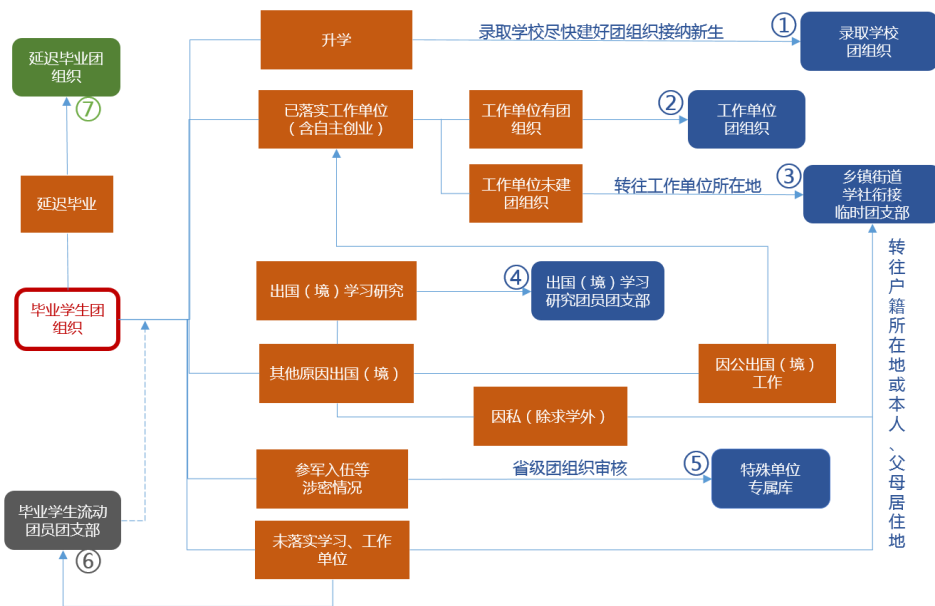 升学
录取学校尽快建好团组织接纳新生
①
录取学校
团组织
延迟毕业团
组织
⑦
已落实工作单位
（含自主创业）
工作单位有团
组织
②
工作单位
团组织
工作单位未建
团组织
转往工作单位所在地
③
乡镇街道
学社衔接
临时团支部
延迟毕业
毕业学生团
组织
出国（境）学习研究
④
出国（境）学习
研究团员团支部
转往户籍所在地或本人、父母居住地
其他原因出国（境）
因公出国（境）
工作
因私（除求学外）
参军入伍等
涉密情况
省级团组织审核
⑤
特殊单位
专属库
毕业学生流动
团员团支部
⑥
未落实学习、工作
单位